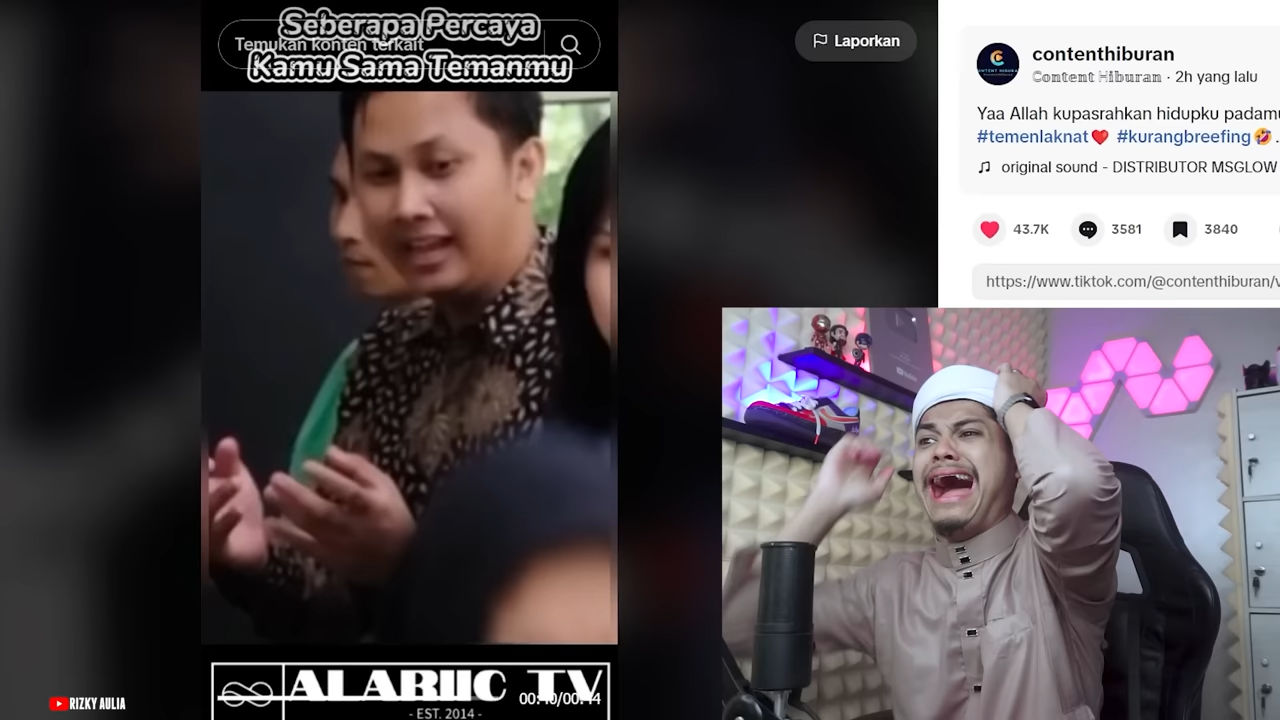 Seberapa Percaya
Temukan konten terkait
Kamu Sama Temanmu
Laporkan
contenthiburan
Content Hiburan · 2h yang lalu
Yaa Allah kupasrahkan hidupku padamu
#temenlaknat❤️ #kurangbreefing🤣.
original sound - DISTRIBUTOR MSGLOW
43.7K
3581
3840
https://www.tiktok.com/@contenthiburan/v
ALARIIC TV
- EST. 2014 -
RIZKY AULIA